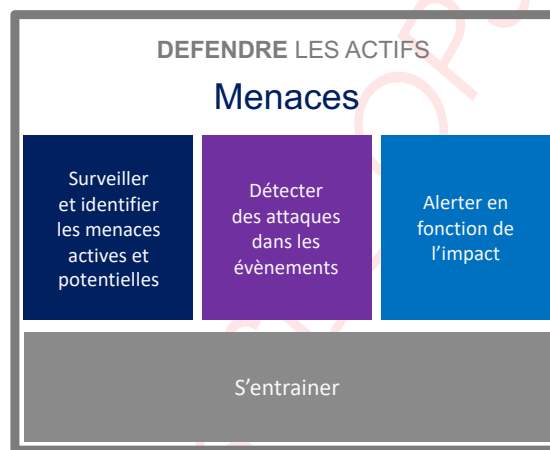 DEFENDRE LES ACTIFS
Menaces
Surveiller
et identifier
les menaces
actives et
potentielles
Détecter
des attaques
dans les
évènements
Alerter en
fonction de
l’impact
S’entrainer